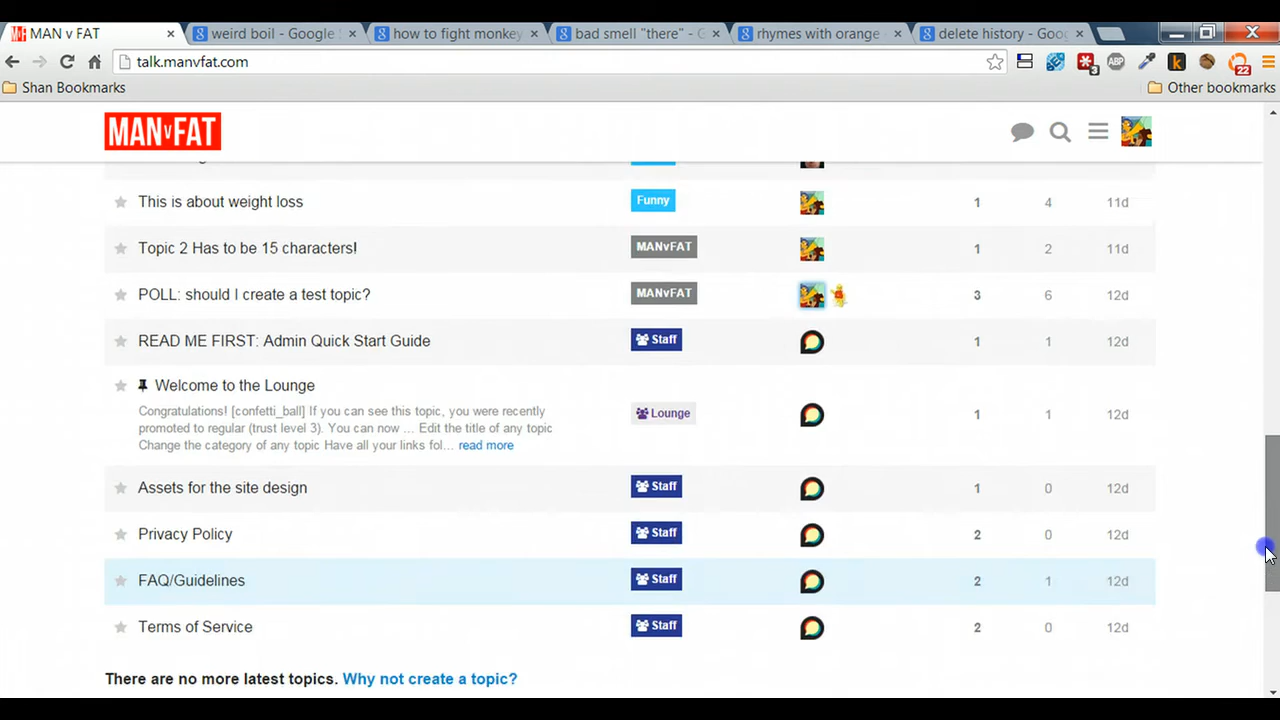 MAN v FAT
weird boil - Google
how to fight monkey
bad smell "there" - G
rhymes with orange
delete history - Goog
talk.manvfat.com
3
ABP
k
22
Shan Bookmarks
Other bookmarks
MANvFAT
This is about weight loss Funny 1 4 11d
Topic 2 Has to be 15 characters! MANvFAT 1 2 11d
POLL: should I create a test topic? MANvFAT 3 6 12d
READ ME FIRST: Admin Quick Start Guide Staff 1 1 12d
Welcome to the Lounge
Congratulations! [confetti_ball] If you can see this topic, you were recently
promoted to regular (trust level 3). You can now ... Edit the title of any topic
Change the category of any topic Have all your links fol... read more
Lounge 1 1 12d
Assets for the site design Staff 1 0 12d
Privacy Policy Staff 2 0 12d
FAQ/Guidelines Staff 2 1 12d
Terms of Service Staff 2 0 12d
There are no more latest topics. Why not create a topic?